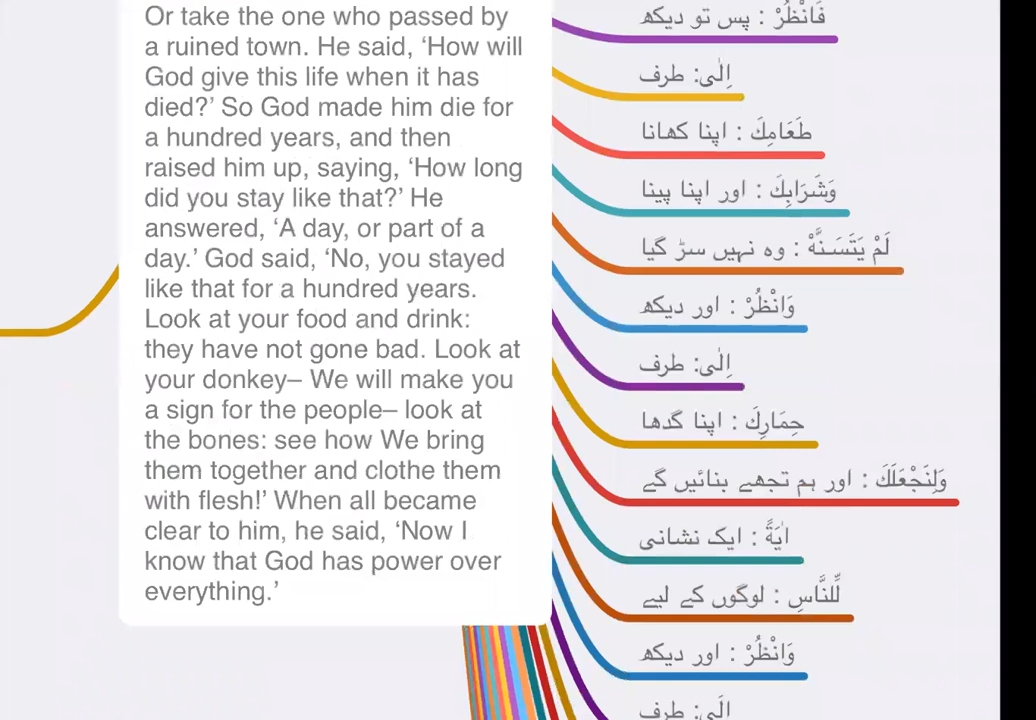 Or take the one who passed by
a ruined town. He said, ‘How will
God give this life when it has
died?’ So God made him die for
a hundred years, and then
raised him up, saying, ‘How long
did you stay like that?’ He
answered, ‘A day, or part of a
day.’ God said, ‘No, you stayed
like that for a hundred years.
Look at your food and drink:
they have not gone bad. Look at
your donkey– We will make you
a sign for the people– look at
the bones: see how We bring
them together and clothe them
with flesh!’ When all became
clear to him, he said, ‘Now I
know that God has power over
everything.’
فَانْظُرْ : پس تو دیکھ
اِلٰى: طرف
طَعَامِكَ : اپنا کھانا
وَشَرَابِكَ : اور اپنا پینا
لَمْ يَتَسَنَّهْ : وہ نہیں سڑ گیا
وَانْظُرْ : اور دیکھ
اِلٰى: طرف
حِمَارِكَ : اپنا گدھا
وَلِنَجْعَلَكَ : اور ہم تجھے بنائیں گے
اٰيَةً : ایک نشانی
لِّلنَّاسِ : لوگوں کے لیے
وَانْظُرْ : اور دیکھ
اِلَى: طرف